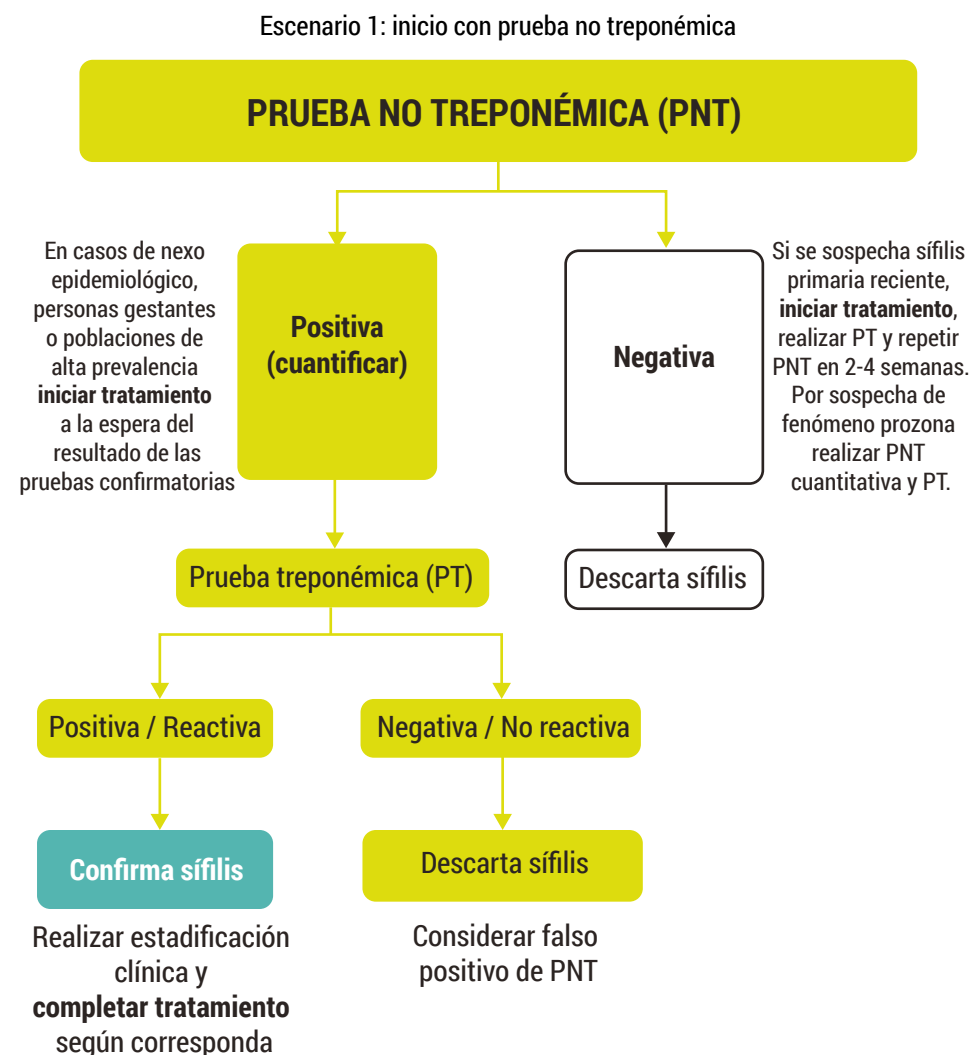 Escenario 1: inicio con prueba no treponémica
PRUEBA NO TREPONÉMICA (PNT)
En casos de nexo
epidemiológico,
personas gestantes
o poblaciones de
alta prevalencia
iniciar tratamiento
a la espera del
resultado de las
pruebas confirmatorias
Positiva
(cuantificar)
Negativa
Si se sospecha sífilis
primaria reciente,
iniciar tratamiento,
realizar PT y repetir
PNT en 2-4 semanas.
Por sospecha de
fenómeno prozona
realizar PNT
cuantitativa y PT.
Prueba treponémica (PT)
Descarta sífilis
Positiva / Reactiva
Negativa / No reactiva
Confirma sífilis
Descarta sífilis
Realizar estadificación
clínica y
completar tratamiento
según corresponda
Considerar falso
positivo de PNT